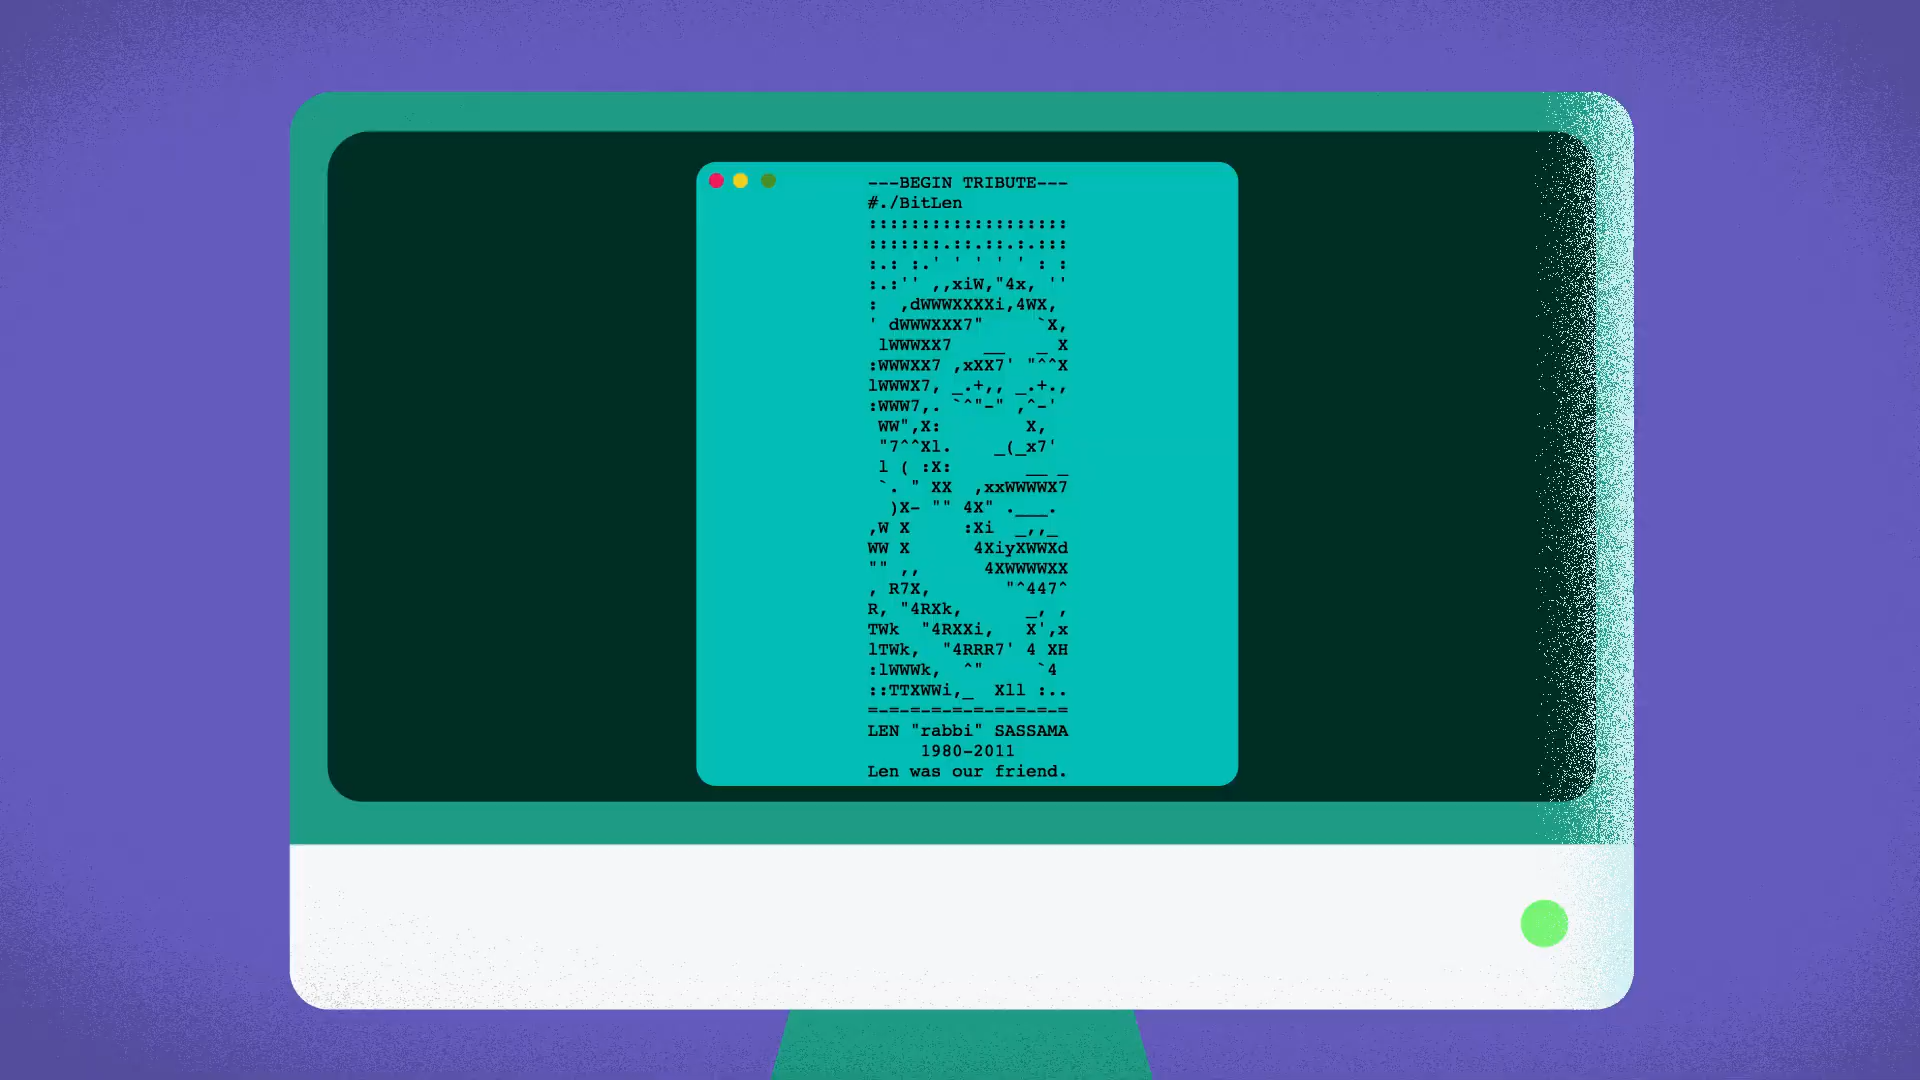 ---BEGIN TRIBUTE---
#./BitLen
:::::::::::::::::::
:::::::.::.::.:.:::
:.: :.' ' ' ' ' : :
:.:'' ,,xiW,"4x, ''
:  ,dWWWXXXXi,4WX,
' dWWWXXX7"     `X,
 lWWWXX7   __   _ X
:WWWXX7 ,xXX7' "^^X
lWWWX7, _.+,, _.+.,
:WWW7,. `^"-" ,^-'
 WW",X:        X,
 "7^^Xl.    _(_x7'
 l ( :X:       __ _
 `. " XX  ,xxWWWWX7
  )X- "" 4X" .___.
,W X     :Xi  _,,_
WW X      4XiyXWWXd
"" ,,      4XWWWWXX
, R7X,       "^447^
R, "4RXk,      _, ,
TWk  "4RXXi,   X',x
lTWk,  "4RRR7' 4 XH
:lWWWk,  ^"     `4
::TTXWWi,_  Xll :..
=-=-=-=-=-=-=-=-=-=
LEN "rabbi" SASSAMA
1980-2011
Len was our friend.